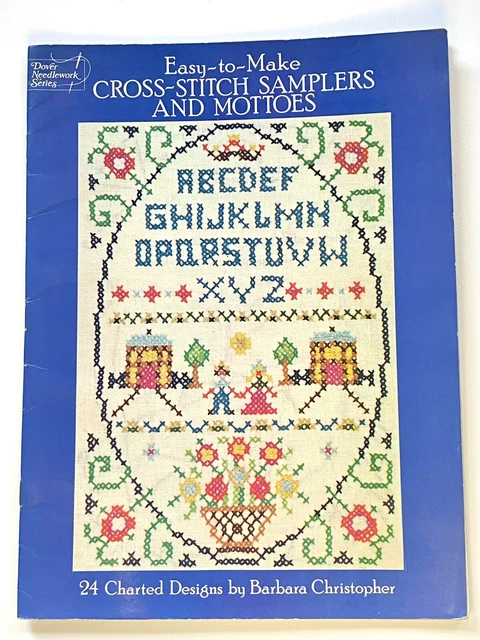 Dover
Needlework
Series
Easy-to-Make
CROSS-STITCH SAMPLERS
AND MOTTOES
ABCDEF
GHIJKLMN
OPQRSTUVW
XYZ
24 Charted Designs by Barbara Christopher